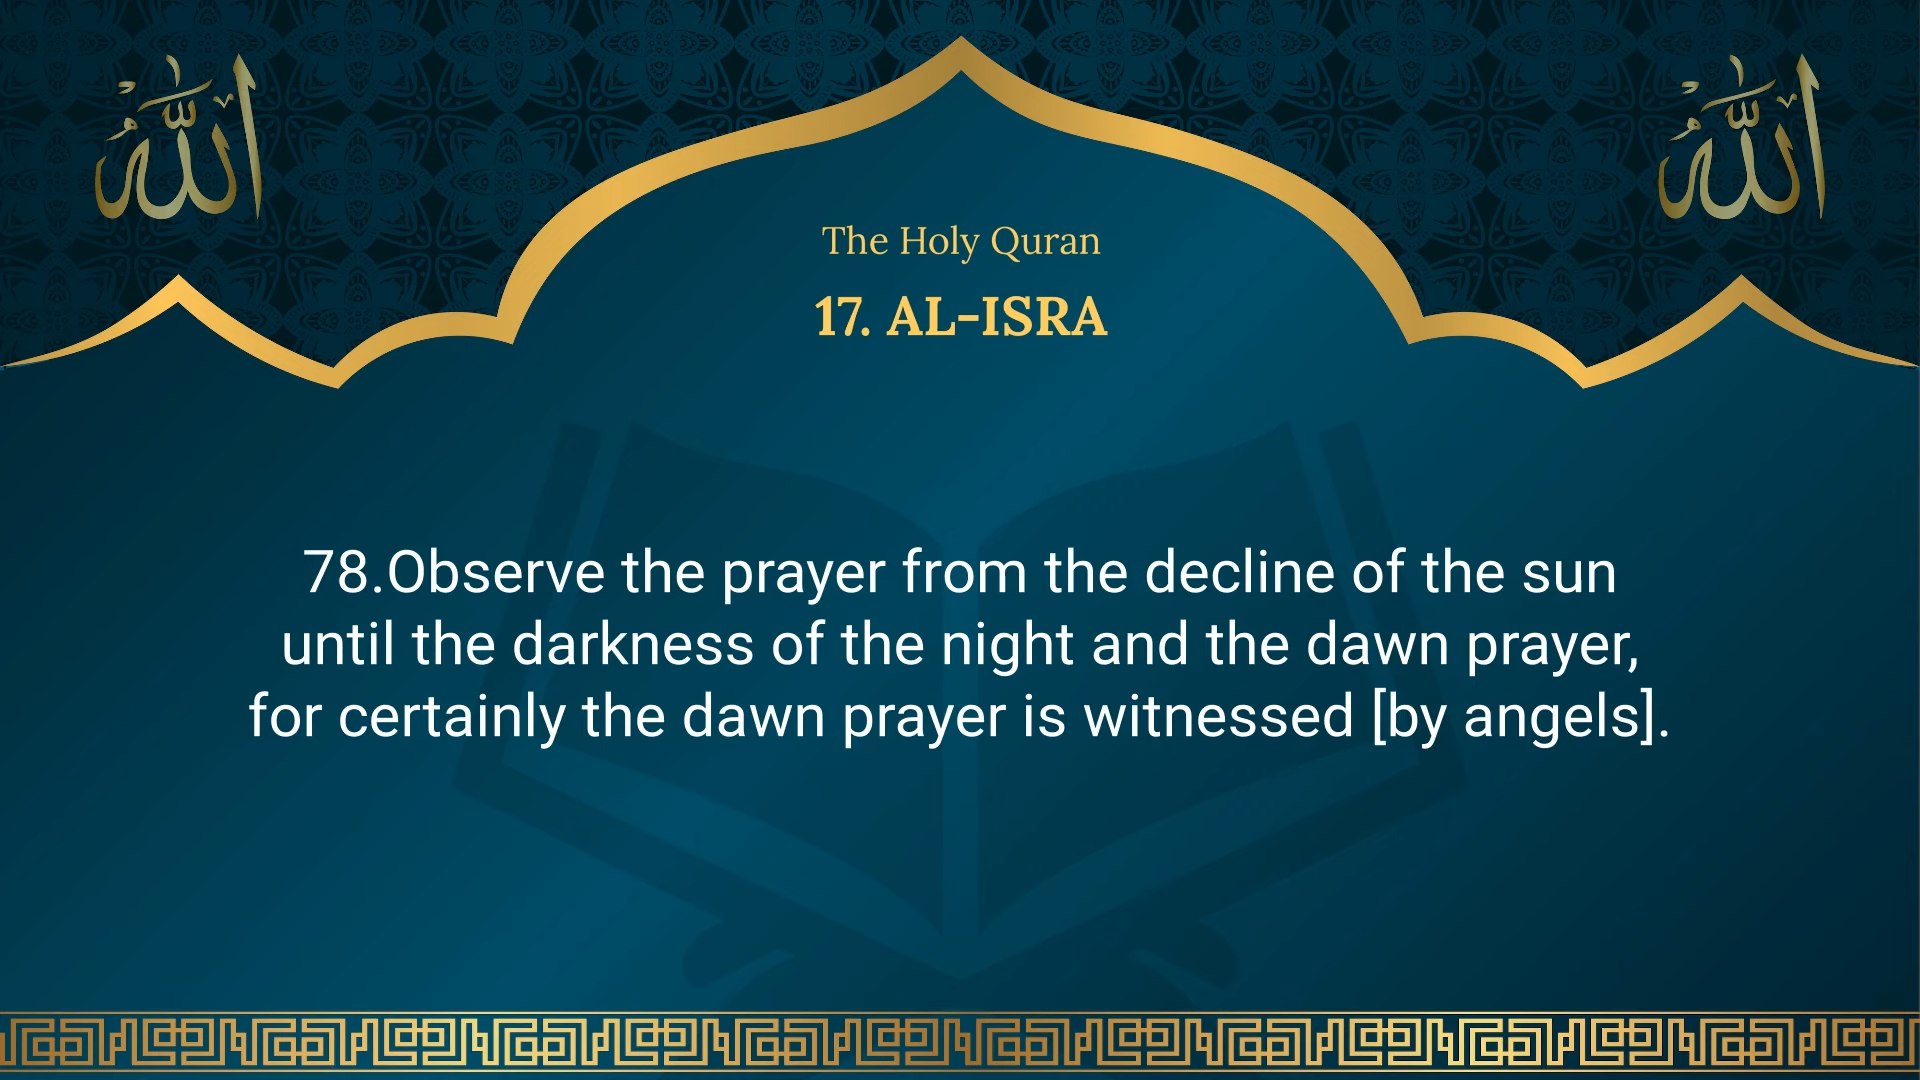 الله
الله
The Holy Quran
17. AL-ISRA
78.Observe the prayer from the decline of the sun
until the darkness of the night and the dawn prayer,
for certainly the dawn prayer is witnessed [by angels].